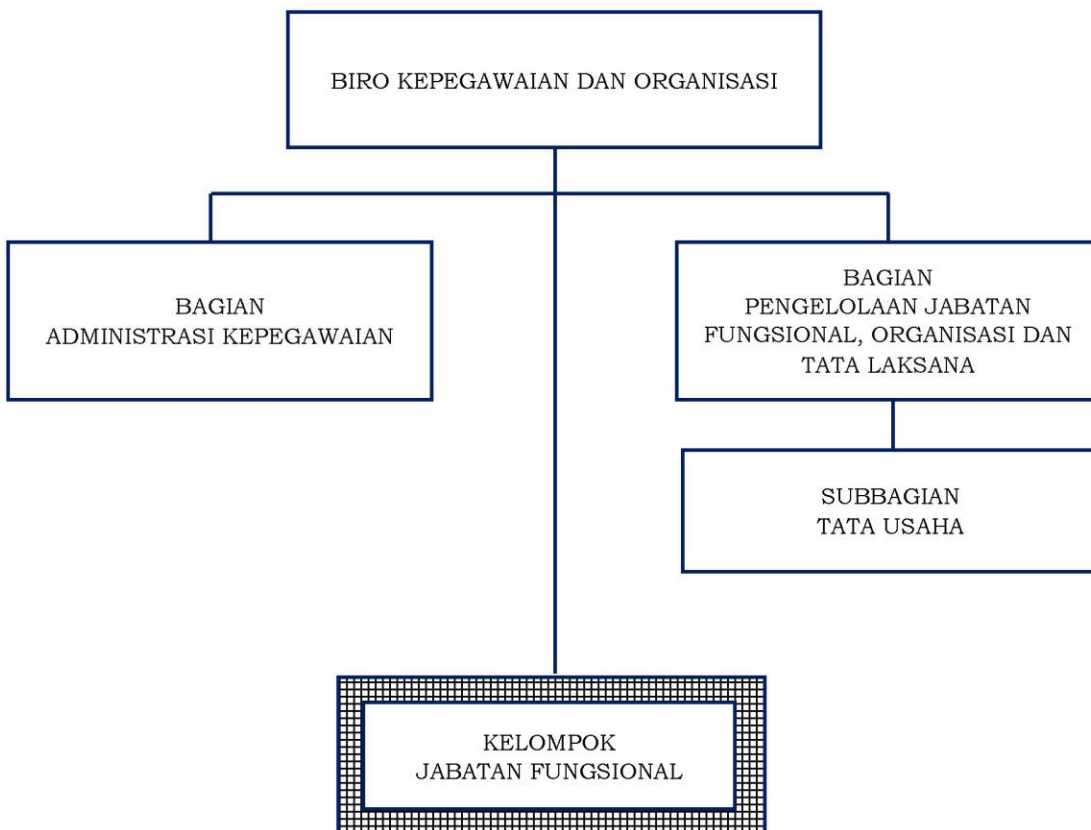 BIRO KEPEGAWAIAN DAN ORGANISASI
BAGIAN
ADMINISTRASI KEPEGAWAIAN
BAGIAN
PENGELOLAAN JABATAN
FUNGSIONAL, ORGANISASI DAN
TATA LAKSANA
SUBBAGIAN
TATA USAHA
KELOMPOK
JABATAN FUNGSIONAL